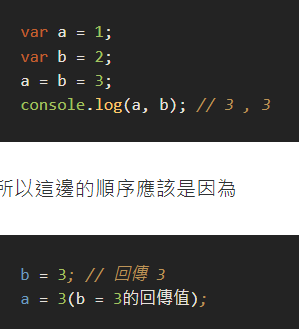 var a = 1;
var b = 2;
a = b = 3;
console.log(a, b); // 3 , 3
所以這邊的順序應該是因為
b = 3; // 回傳 3
a = 3(b = 3的回傳值);